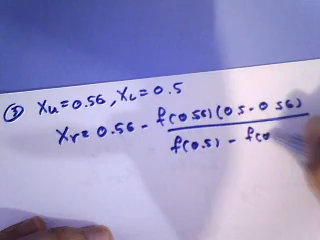 ③ Xu = 0.56, XL = 0.5
Xr = 0.56 - f(0.56)(0.5-0.56)
f(0.5) - f(0